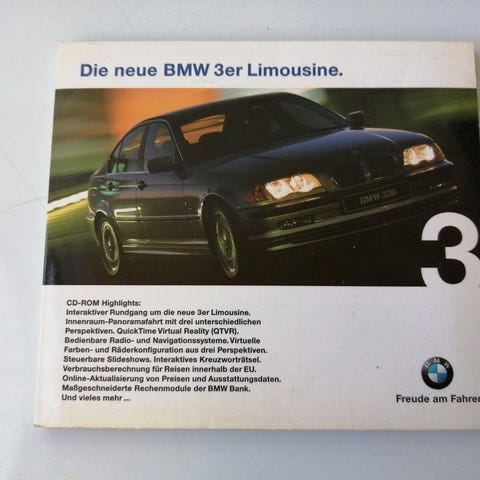 Die neue BMW 3er Limousine.
BMW 328i
3
CD-ROM Highlights:
Interaktiver Rundgang um die neue 3er Limousine.
Innenraum-Panoramafahrt mit drei unterschiedlichen
Perspektiven. QuickTime Virtual Reality (QTVR).
Bedienbare Radio- und Navigationssysteme. Virtuelle
Farben- und Räderkonfiguration aus drei Perspektiven.
Steuerbare Slideshows. Interaktives Kreuzworträtsel.
Verbrauchsberechnung für Reisen innerhalb der EU.
Online-Aktualisierung von Preisen und Ausstattungsdaten.
Maßgeschneiderte Rechenmodule der BMW Bank.
Und vieles mehr ...
BMW
Freude am Fahren